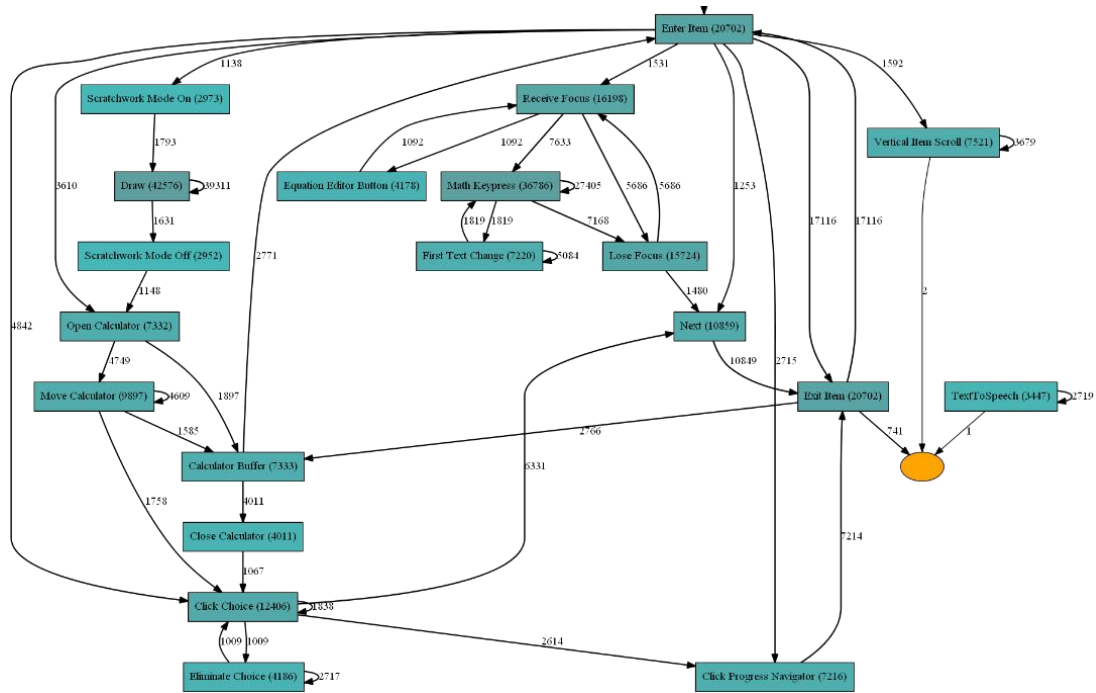 Enter Item (20702)
1138
1531
1592
Scratchwork Mode On (2973)
Receive Focus (16198)
1793
1092
1092
7633
Vertical Item Scroll (7521)
3679
3610
Draw (42576)
39311
Equation Editor Button (4178)
Math Keypress (36786)
27405
5686
5686
1253
1631
1819
1819
7168
17116
17116
Scratchwork Mode Off (2952)
2771
First Text Change (7220)
5084
Lose Focus (15724)
1148
1480
2
4842
Open Calculator (7332)
Next (10859)
4749
1897
10849
2715
Move Calculator (9897)
4609
Exit Item (20702)
TextToSpeech (3447)
2719
1585
2766
741
1
Calculator Buffer (7333)
6331
1758
4011
Close Calculator (4011)
7214
1067
Click Choice (12406)
1838
1009
1009
2614
Eliminate Choice (4186)
2717
Click Progress Navigator (7216)